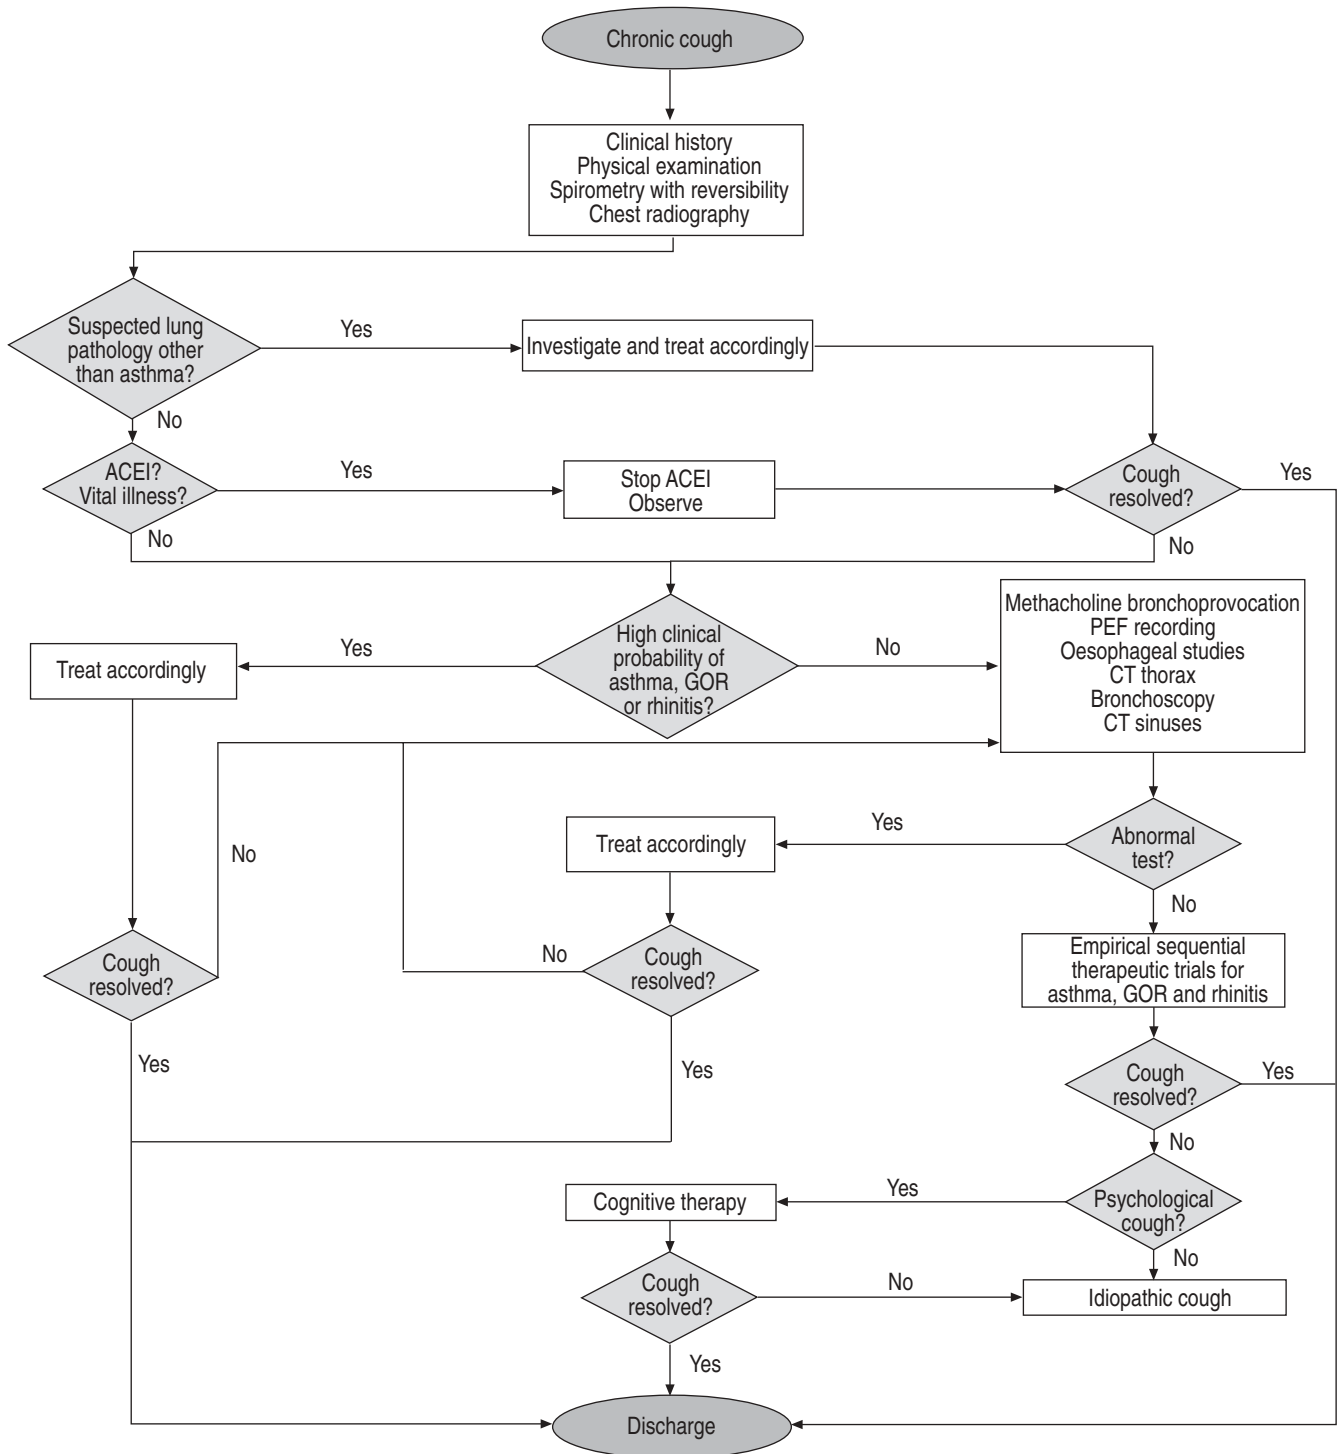 Chronic cough
Clinical history
Physical examination
Spirometry with reversibility
Chest radiography
Suspected lung
pathology other
than asthma?
Yes
Investigate and treat accordingly
No
ACEI?
Vital illness?
Yes
Stop ACEI
Observe
Cough
resolved?
Yes
No
No
High clinical
probability of
asthma, GOR
or rhinitis?
Yes
Treat accordingly
No
Methacholine bronchoprovocation
PEF recording
Oesophageal studies
CT thorax
Bronchoscopy
CT sinuses
Abnormal
test?
Yes
Treat accordingly
No
No
Cough
resolved?
No
Cough
resolved?
Empirical sequential
therapeutic trials for
asthma, GOR and rhinitis
Yes
Yes
Cough
resolved?
Yes
No
Psychological
cough?
Yes
Cognitive therapy
No
Cough
resolved?
No
Idiopathic cough
Yes
Discharge